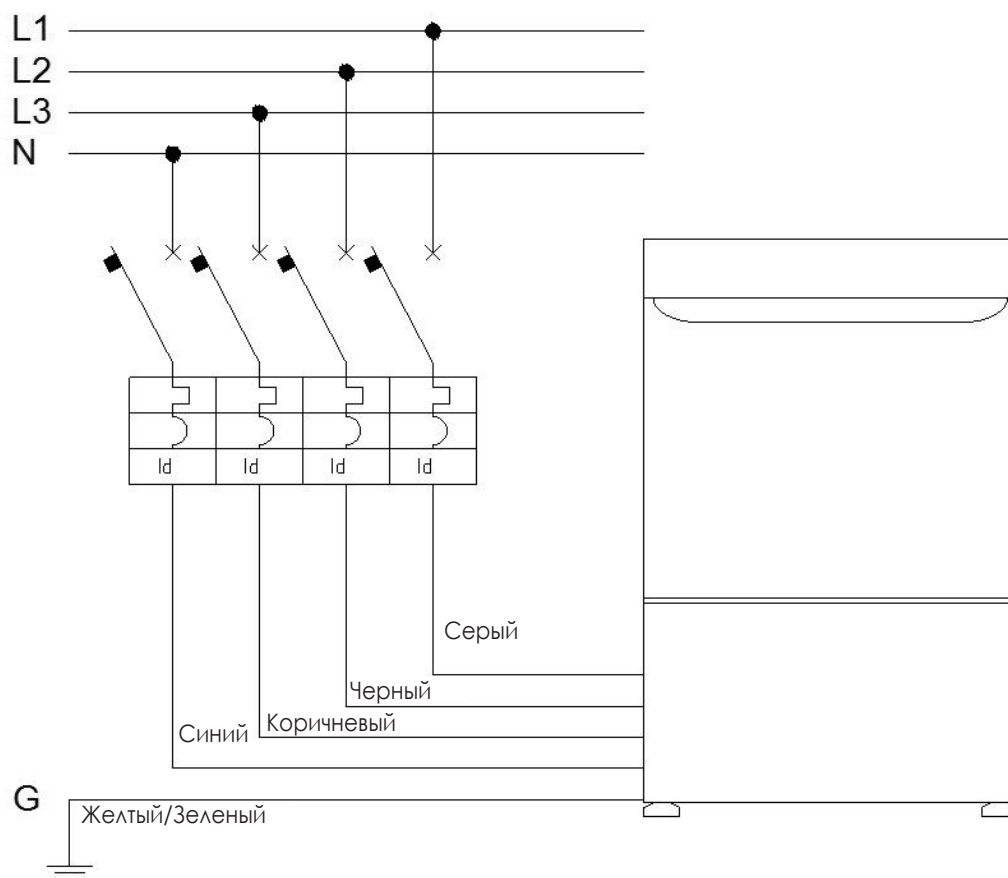 L1
L2
L3
N
Id Id Id Id
Серый
Черный
Коричневый
Синий
G
Желтый/Зеленый